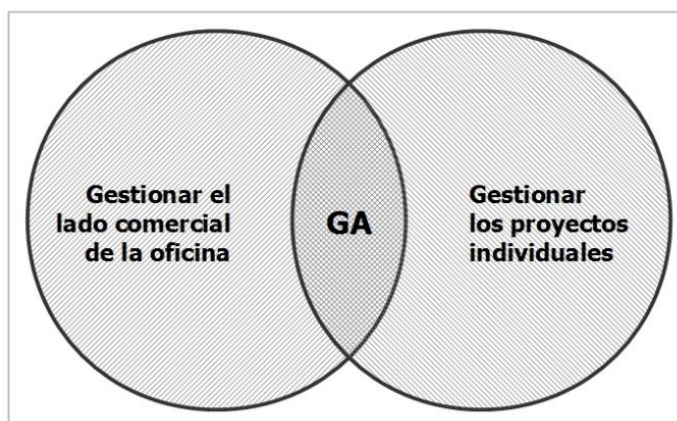 Gestionar el
lado comercial
de la oficina
GA
Gestionar
los proyectos
individuales